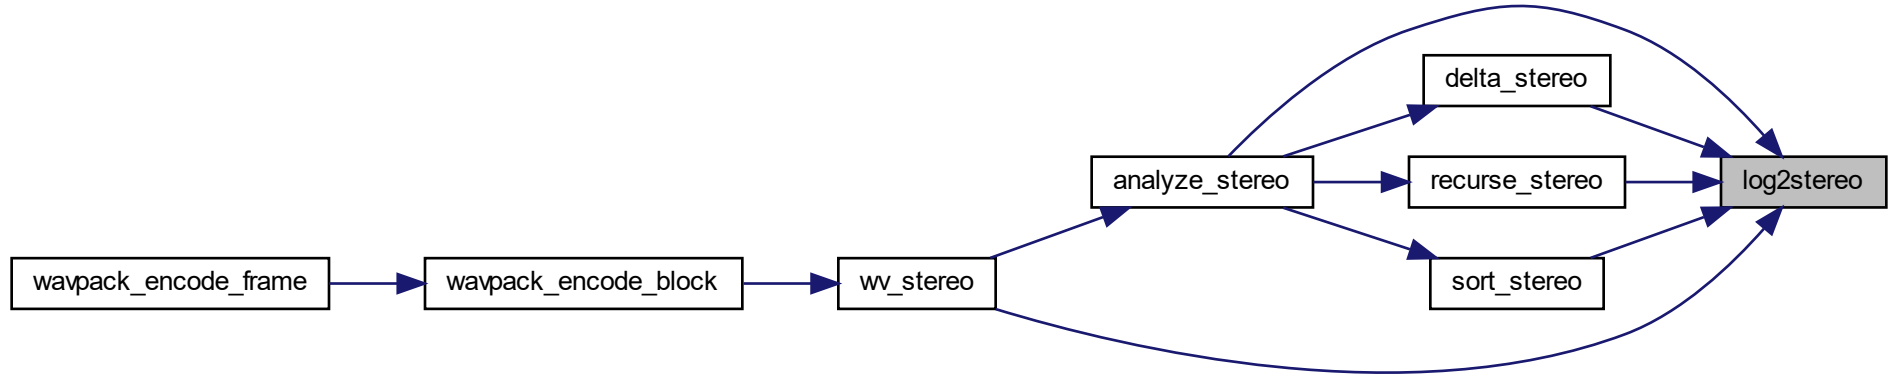 delta_stereo
analyze_stereo
recurse_stereo
log2stereo
wavpack_encode_frame
wavpack_encode_block
wv_stereo
sort_stereo